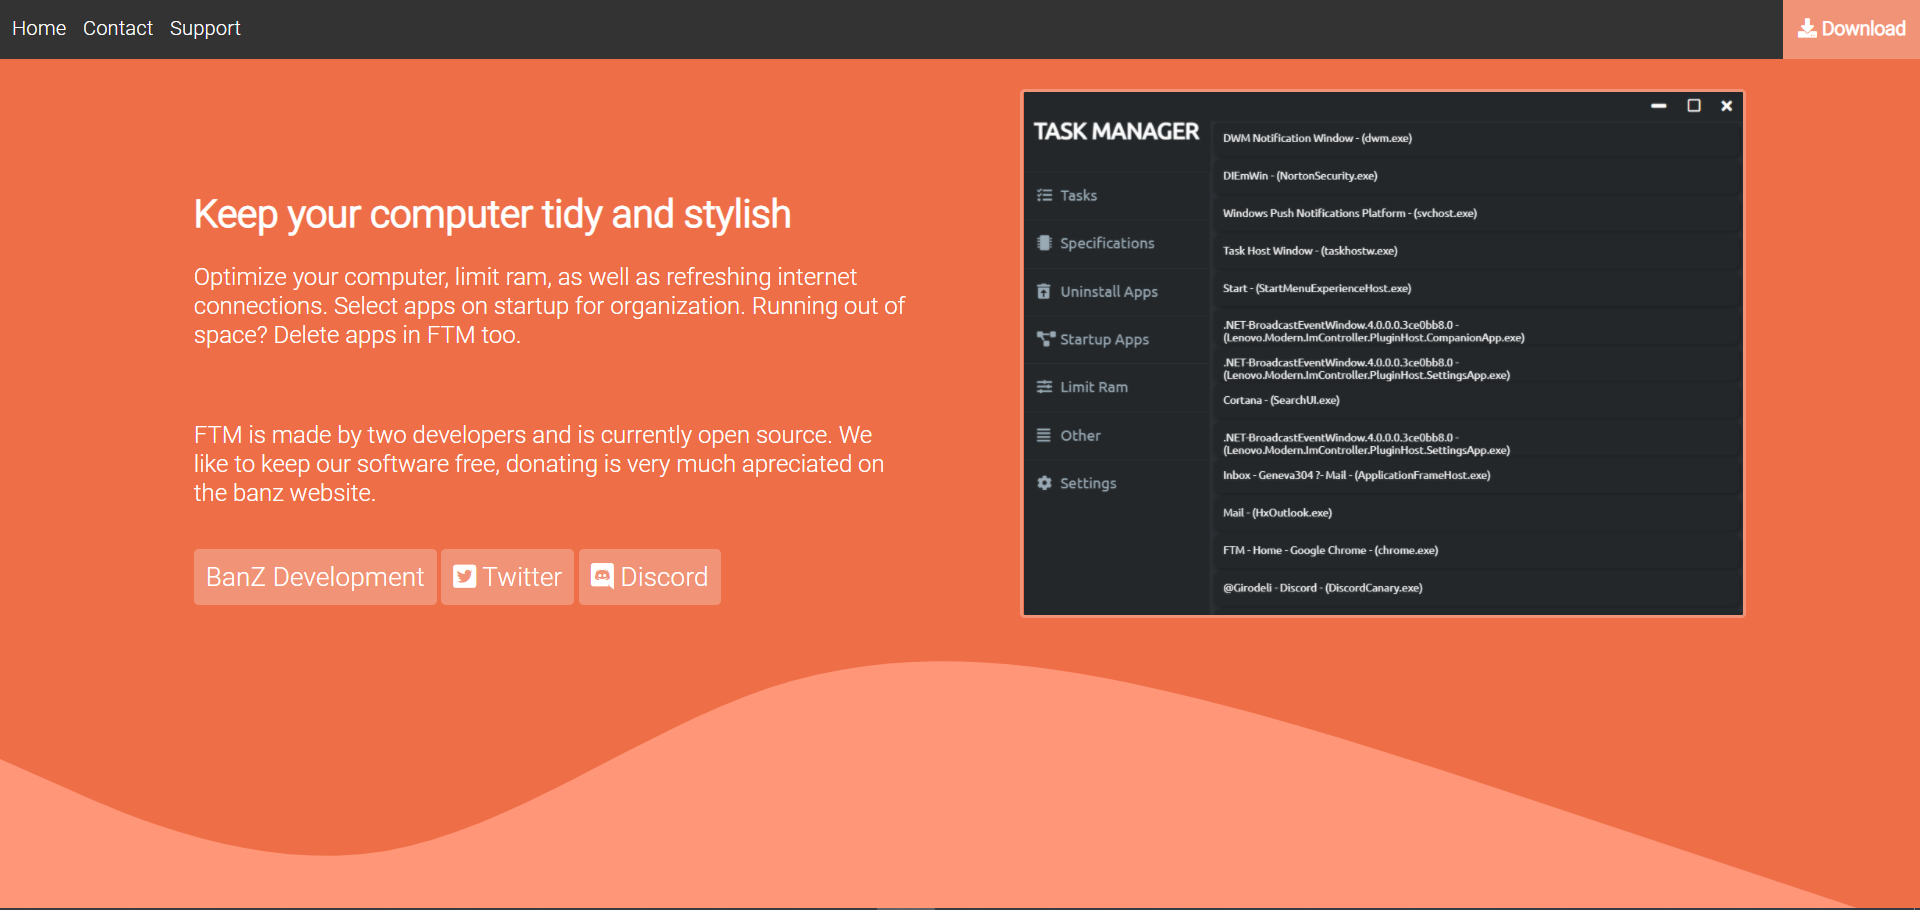 Home Contact Support
Download
Keep your computer tidy and stylish
Optimize your computer, limit ram, as well as refreshing internet
connections. Select apps on startup for organization. Running out of
space? Delete apps in FTM too.
FTM is made by two developers and is currently open source. We
like to keep our software free, donating is very much apreciated on
the banz website.
BanZ Development Twitter Discord
TASK MANAGER
Tasks
Specifications
Uninstall Apps
Startup Apps
Limit Ram
Other
Settings
DWM Notification Window - (dwm.exe)
DIEmWin - (NortonSecurity.exe)
Windows Push Notifications Platform - (svchost.exe)
Task Host Window - (taskhostw.exe)
Start - (StartMenuExperienceHost.exe)
.NET-BroadcastEventWindow.4.0.0.0.3ce0bb8.0 -
(Lenovo.Modern.ImController.PluginHost.CompanionApp.exe)
.NET-BroadcastEventWindow.4.0.0.0.3ce0bb8.0 -
(Lenovo.Modern.ImController.PluginHost.SettingsApp.exe)
Cortana - (SearchUI.exe)
.NET-BroadcastEventWindow.4.0.0.0.3ce0bb8.0 -
(Lenovo.Modern.ImController.PluginHost.SettingsApp.exe)
Inbox - Geneva304 ?- Mail - (ApplicationFrameHost.exe)
Mail - (HxOutlook.exe)
FTM - Home - Google Chrome - (chrome.exe)
@Girodeli - Discord - (DiscordCanary.exe)